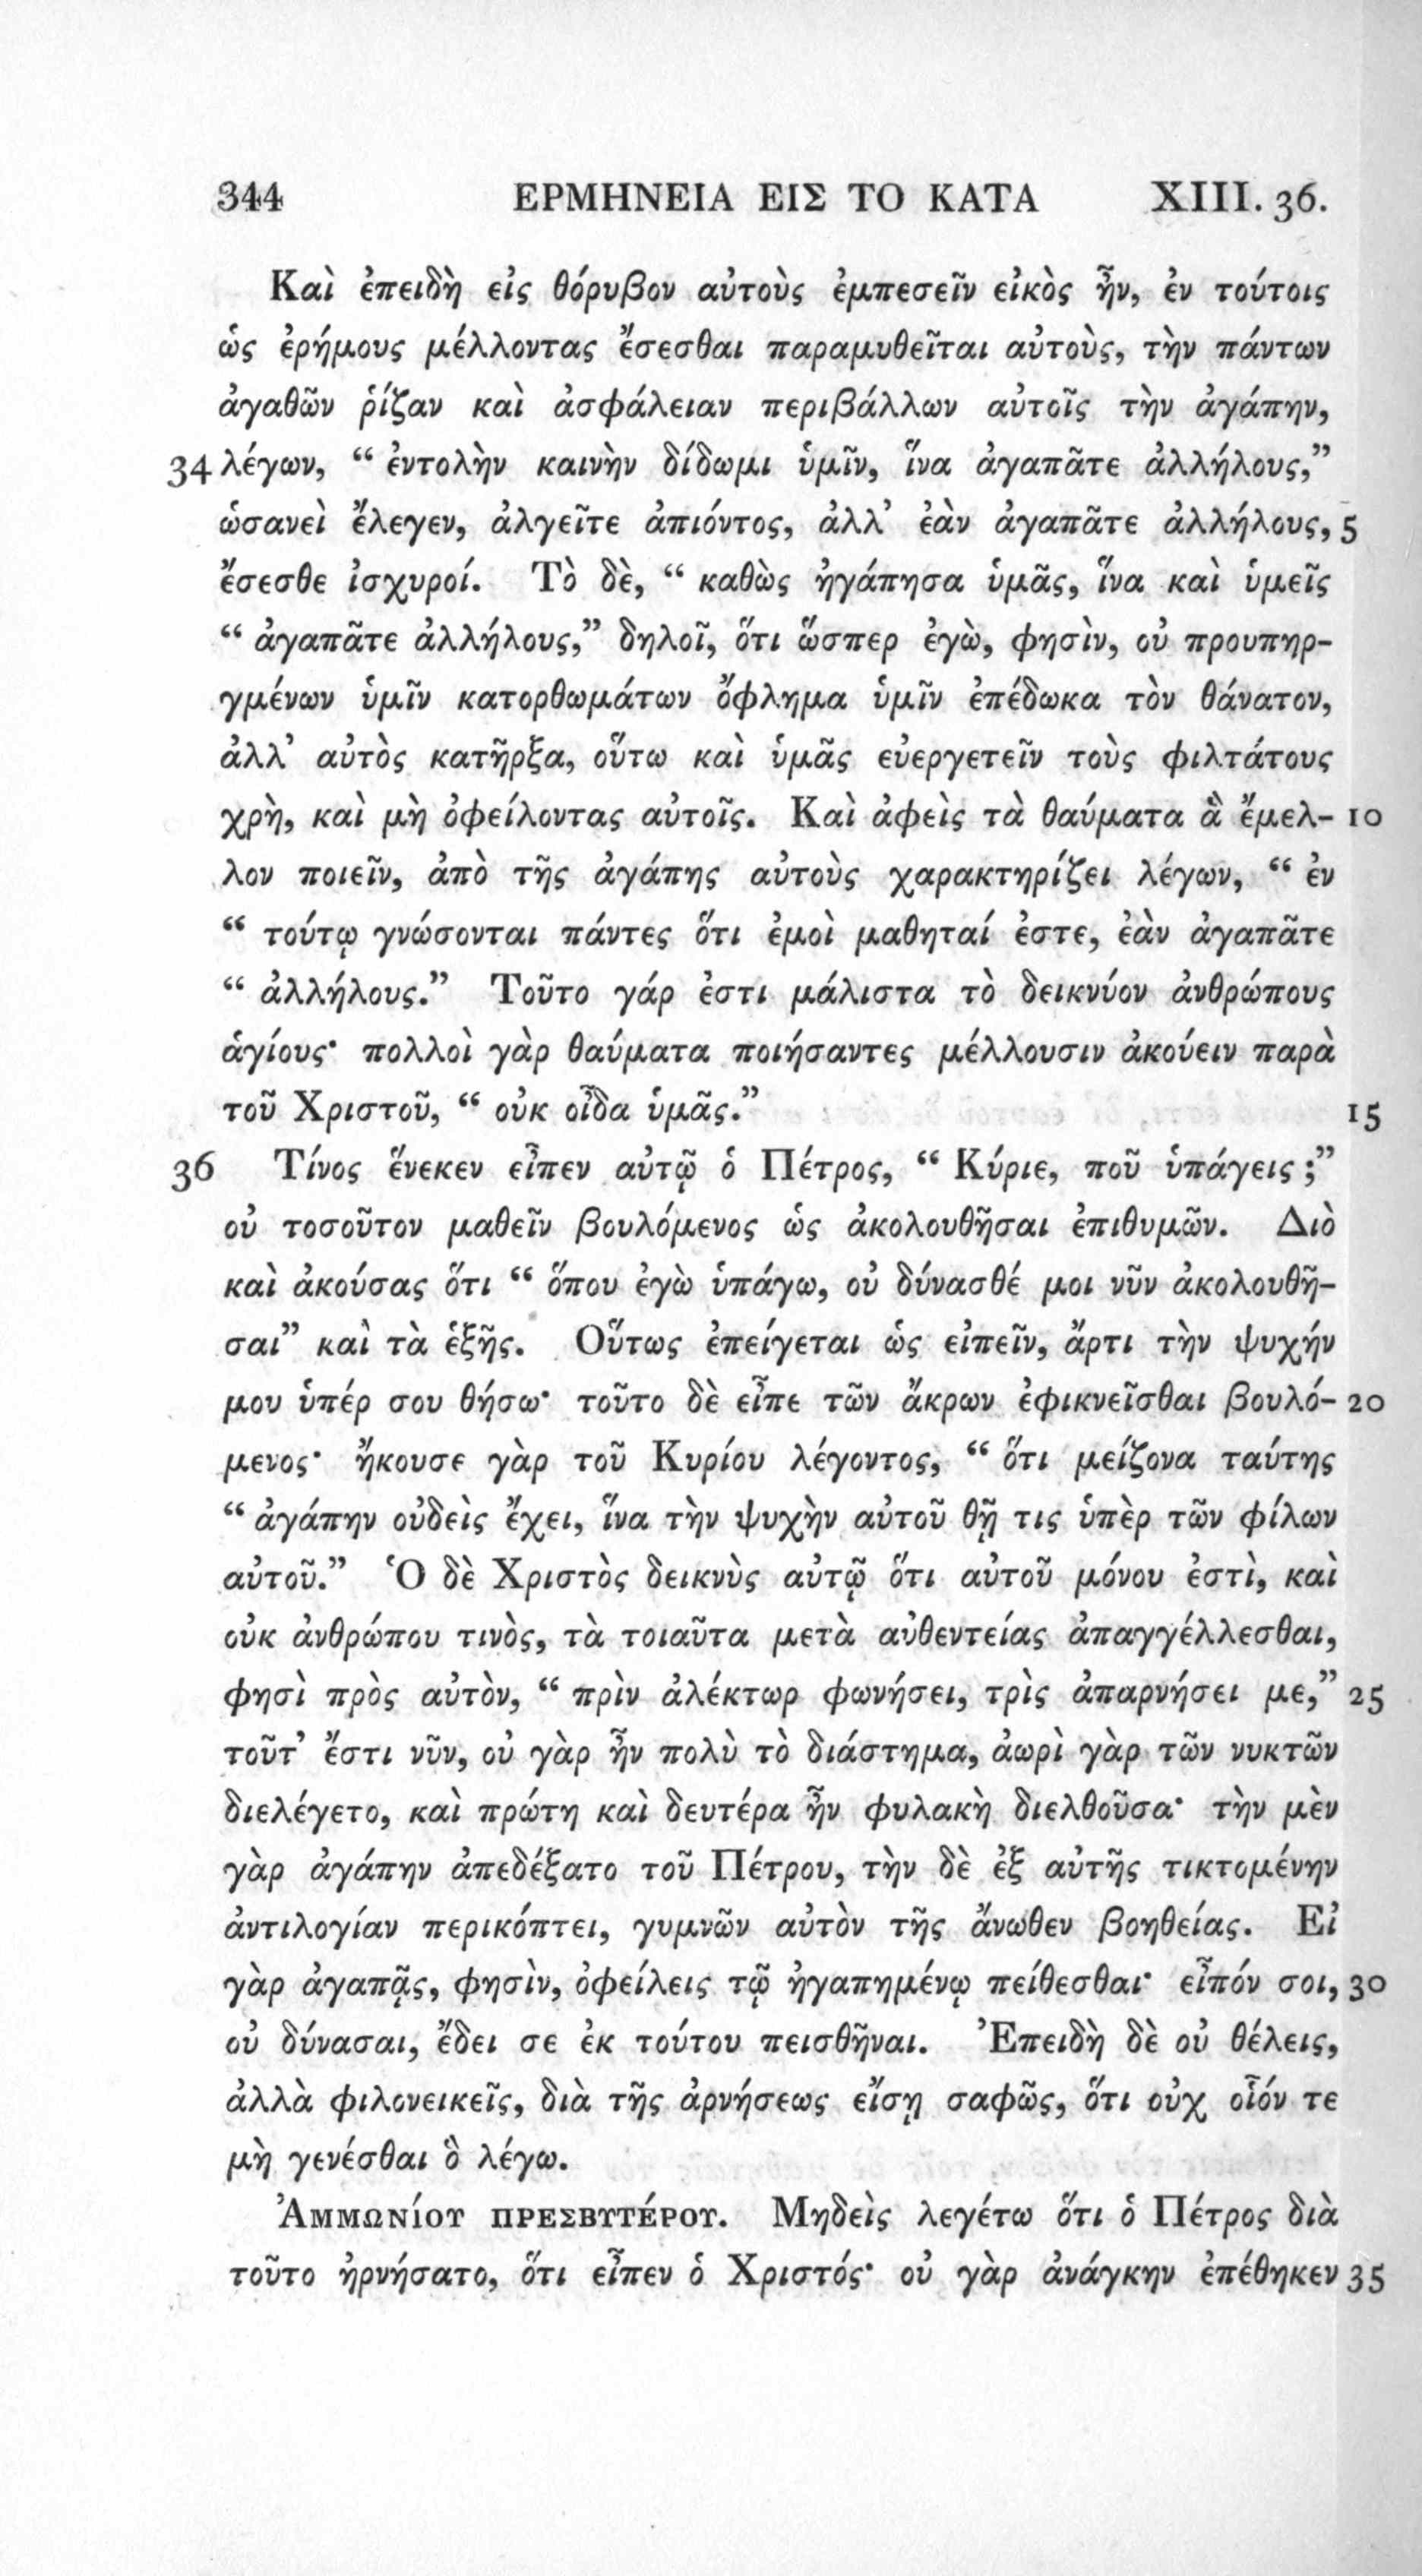 344 ΕΡΜΗΝΕΙΑ ΕΙΣ ΤΟ ΚΑΤΑ XIII. 36.
Καὶ ἐπειδὴ εἰς θόρυβον αὐτοὺς ἐμπεσεῖν εἰκὸς ἦν, ἐν τούτοις
ὡς ἐρήμους μέλλοντας ἔσεσθαι παραμυθεῖται αὐτοὺς, τὴν πάντων
ἀγαθῶν ῥίζαν καὶ ἀσφάλειαν περιβάλλων αὐτοῖς τὴν ἀγάπην,
34 λέγων, “ ἐντολὴν καινὴν δίδωμι ὑμῖν, ἵνα ἀγαπᾶτε ἀλλήλους,”
ὡσανεὶ ἔλεγεν, ἀλγεῖτε ἀπιόντος, ἀλλ’ ἐὰν ἀγαπᾶτε ἀλλήλους, 5
ἔσεσθε ἰσχυροί. Τὸ δὲ, “ καθὼς ἠγάπησα ὑμᾶς, ἵνα καὶ ὑμεῖς
“ ἀγαπᾶτε ἀλλήλους,” δηλοῖ, ὅτι ὥσπερ ἐγὼ, φησὶν, οὐ προυπηρ-
γμένων ὑμῖν κατορθωμάτων ὄφλημα ὑμῖν ἐπέδωκα τὸν θάνατον,
ἀλλ’ αὐτὸς κατῆρξα, οὕτω καὶ ὑμᾶς εὐεργετεῖν τοὺς φιλτάτους
χρὴ, καὶ μὴ ὀφείλοντας αὐτοῖς. Καὶ ἀφεὶς τὰ θαύματα ἃ ἔμελ- 10
λον ποιεῖν, ἀπὸ τῆς ἀγάπης αὐτοὺς χαρακτηρίζει λέγων, “ ἐν
“ τούτῳ γνώσονται πάντες ὅτι ἐμοὶ μαθηταί ἐστε, ἐὰν ἀγαπᾶτε
“ ἀλλήλους.” Τοῦτο γάρ ἐστι μάλιστα τὸ δεικνύον ἀνθρώπους
ἁγίους· πολλοὶ γὰρ θαύματα ποιήσαντες μέλλουσιν ἀκούειν παρὰ
τοῦ Χριστοῦ, “ οὐκ οἶδα ὑμᾶς.” 15
36 Τίνος ἕνεκεν εἶπεν αὐτῷ ὁ Πέτρος, “ Κύριε, ποῦ ὑπάγεις ;”
οὐ τοσοῦτον μαθεῖν βουλόμενος ὡς ἀκολουθῆσαι ἐπιθυμῶν. Διὸ
καὶ ἀκούσας ὅτι “ ὅπου ἐγὼ ὑπάγω, οὐ δύνασθέ μοι νῦν ἀκολουθῆ-
σαι” καὶ τὰ ἑξῆς. Οὕτως ἐπείγεται ὡς εἰπεῖν, ἄρτι τὴν ψυχήν
μου ὑπέρ σου θήσω· τοῦτο δὲ εἶπε τῶν ἄκρων ἐφικνεῖσθαι βουλό- 20
μενος· ἤκουσε γὰρ τοῦ Κυρίου λέγοντος, “ ὅτι μείζονα ταύτης
“ ἀγάπην οὐδεὶς ἔχει, ἵνα τὴν ψυχὴν αὐτοῦ θῇ τις ὑπὲρ τῶν φίλων
αὐτοῦ.” Ὁ δὲ Χριστὸς δεικνὺς αὐτῷ ὅτι αὐτοῦ μόνου ἐστὶ, καὶ
οὐκ ἀνθρώπου τινὸς, τὰ τοιαῦτα μετὰ αὐθεντείας ἀπαγγέλλεσθαι,
φησὶ πρὸς αὐτὸν, “ πρὶν ἀλέκτωρ φωνήσει, τρὶς ἀπαρνήσει με,” 25
τοῦτ’ ἔστι νῦν, οὐ γὰρ ἦν πολὺ τὸ διάστημα, ἀωρὶ γὰρ τῶν νυκτῶν
διελέγετο, καὶ πρώτη καὶ δευτέρα ἦν φυλακὴ διελθοῦσα· τὴν μὲν
γὰρ ἀγάπην ἀπεδέξατο τοῦ Πέτρου, τὴν δὲ ἐξ αὐτῆς τικτομένην
ἀντιλογίαν περικόπτει, γυμνῶν αὐτὸν τῆς ἄνωθεν βοηθείας. Εἰ
γὰρ ἀγαπᾷς, φησὶν, ὀφείλεις τῷ ἠγαπημένῳ πείθεσθαι· εἶπόν σοι, 30
οὐ δύνασαι, ἔδει σε ἐκ τούτου πεισθῆναι. Ἐπειδὴ δὲ οὐ θέλεις,
ἀλλὰ φιλονεικεῖς, διὰ τῆς ἀρνήσεως εἴσῃ σαφῶς, ὅτι οὐχ οἷόν τε
μὴ γενέσθαι ὃ λέγω.
Ἀμμωνίου πρεσβυτέρου. Μηδεὶς λεγέτω ὅτι ὁ Πέτρος διὰ
τοῦτο ἠρνήσατο, ὅτι εἶπεν ὁ Χριστός· οὐ γὰρ ἀνάγκην ἐπέθηκεν 35